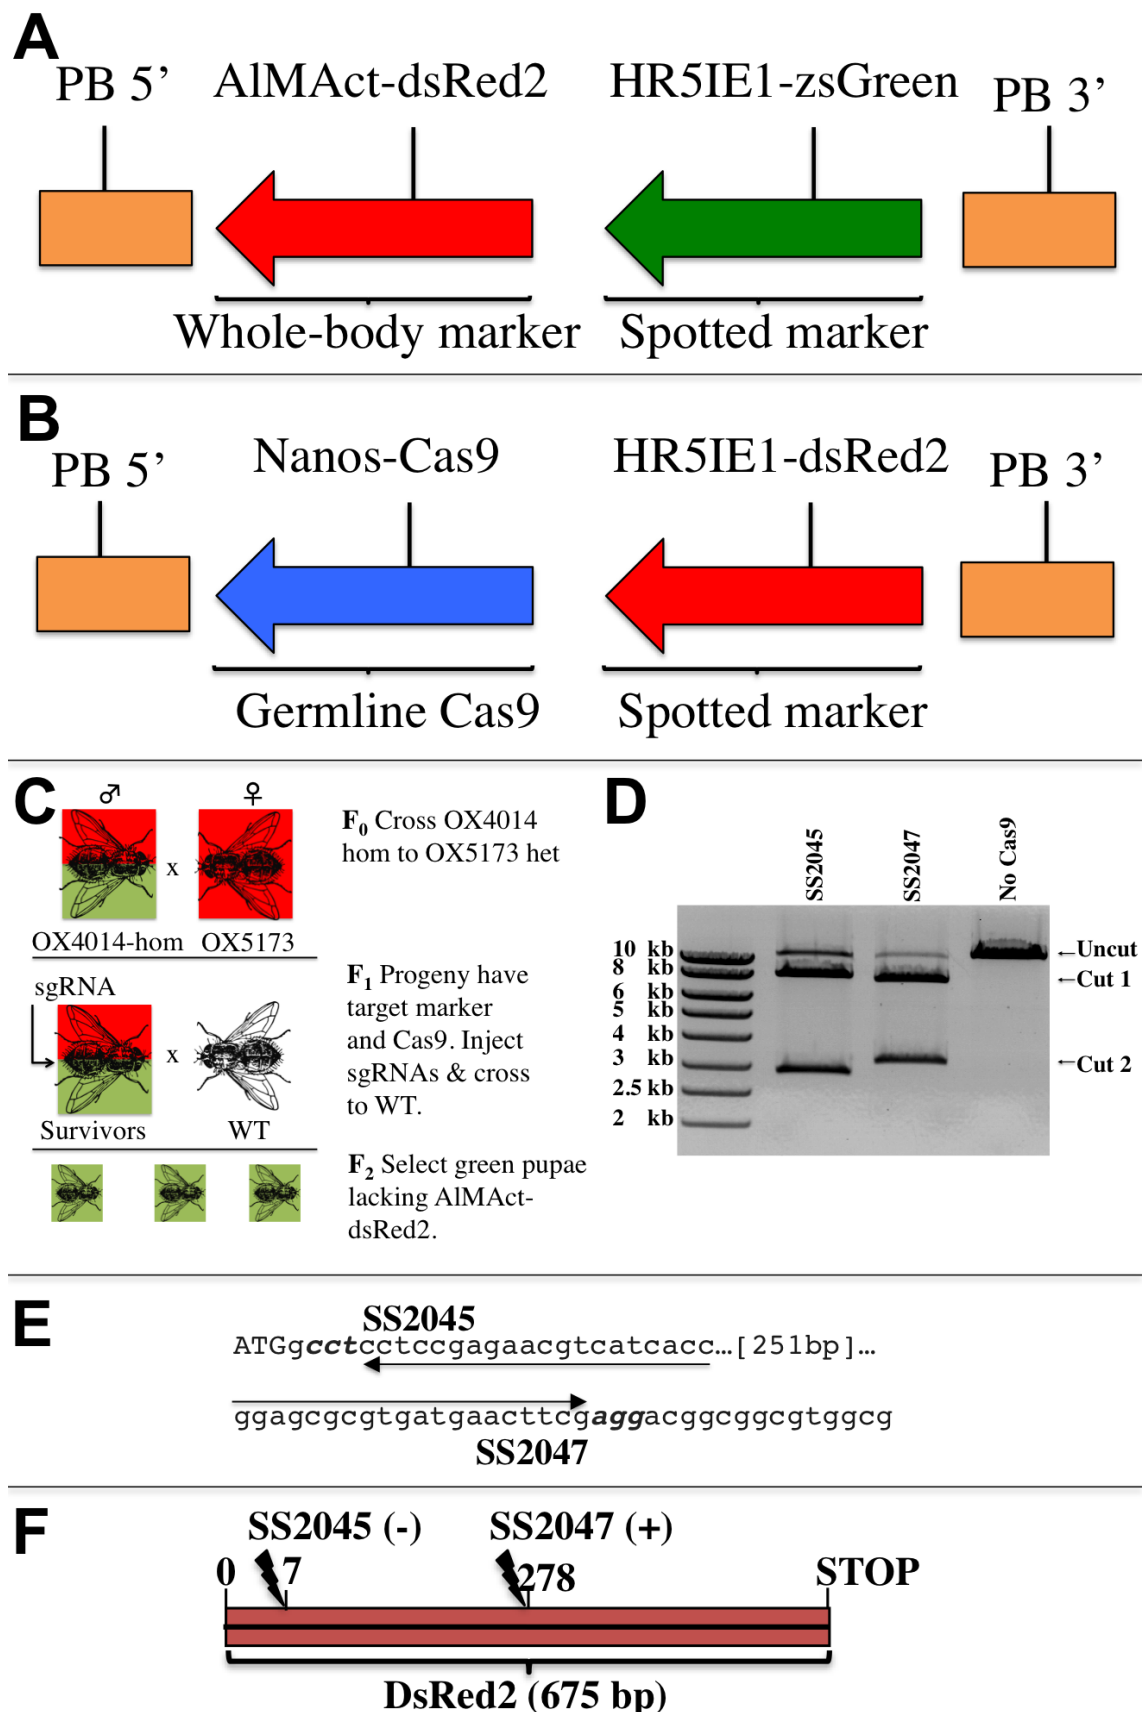 A
PB 5’
AlMAct-dsRed2
HR5IE1-zsGreen
PB 3’
Whole-body marker
Spotted marker
B
PB 5’
Nanos-Cas9
HR5IE1-dsRed2
PB 3’
Germline Cas9
Spotted marker
C
♂ ♀
x
OX4014-hom OX5173
F0 Cross OX4014
hom to OX5173 het
sgRNA
x
Survivors WT
F1 Progeny have
target marker
and Cas9. Inject
sgRNAs & cross
to WT.
F2 Select green pupae
lacking AlMAct-
dsRed2.
D
SS2045
SS2047
No Cas9
10 kb
8 kb
6 kb
5 kb
4 kb
3 kb
2.5 kb
2 kb
←Uncut
←Cut 1
←Cut 2
E
SS2045
ATGgcctcctccgagaacgtcatcacc…[251bp]…
ggagcgcgtgatgaacttcgaggacggcggcgtggcg
SS2047
F
SS2045 (-) SS2047 (+)
0 7 278 STOP
DsRed2 (675 bp)